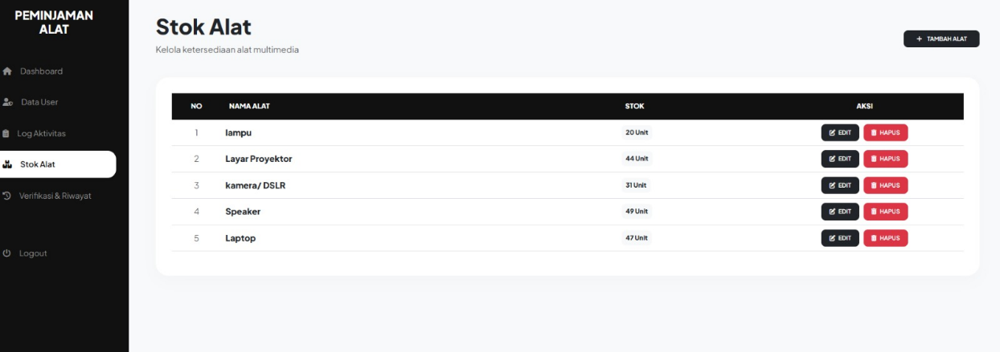 PEMINJAMAN
ALAT
Dashboard
Data User
Log Aktivitas
Stok Alat
Verifikasi & Riwayat
Logout
Stok Alat
Kelola ketersediaan alat multimedia
+ TAMBAH ALAT
NO NAMA ALAT STOK AKSI
1 lampu 20 Unit EDIT HAPUS
2 Layar Proyektor 44 Unit EDIT HAPUS
3 kamera/ DSLR 31 Unit EDIT HAPUS
4 Speaker 49 Unit EDIT HAPUS
5 Laptop 47 Unit EDIT HAPUS